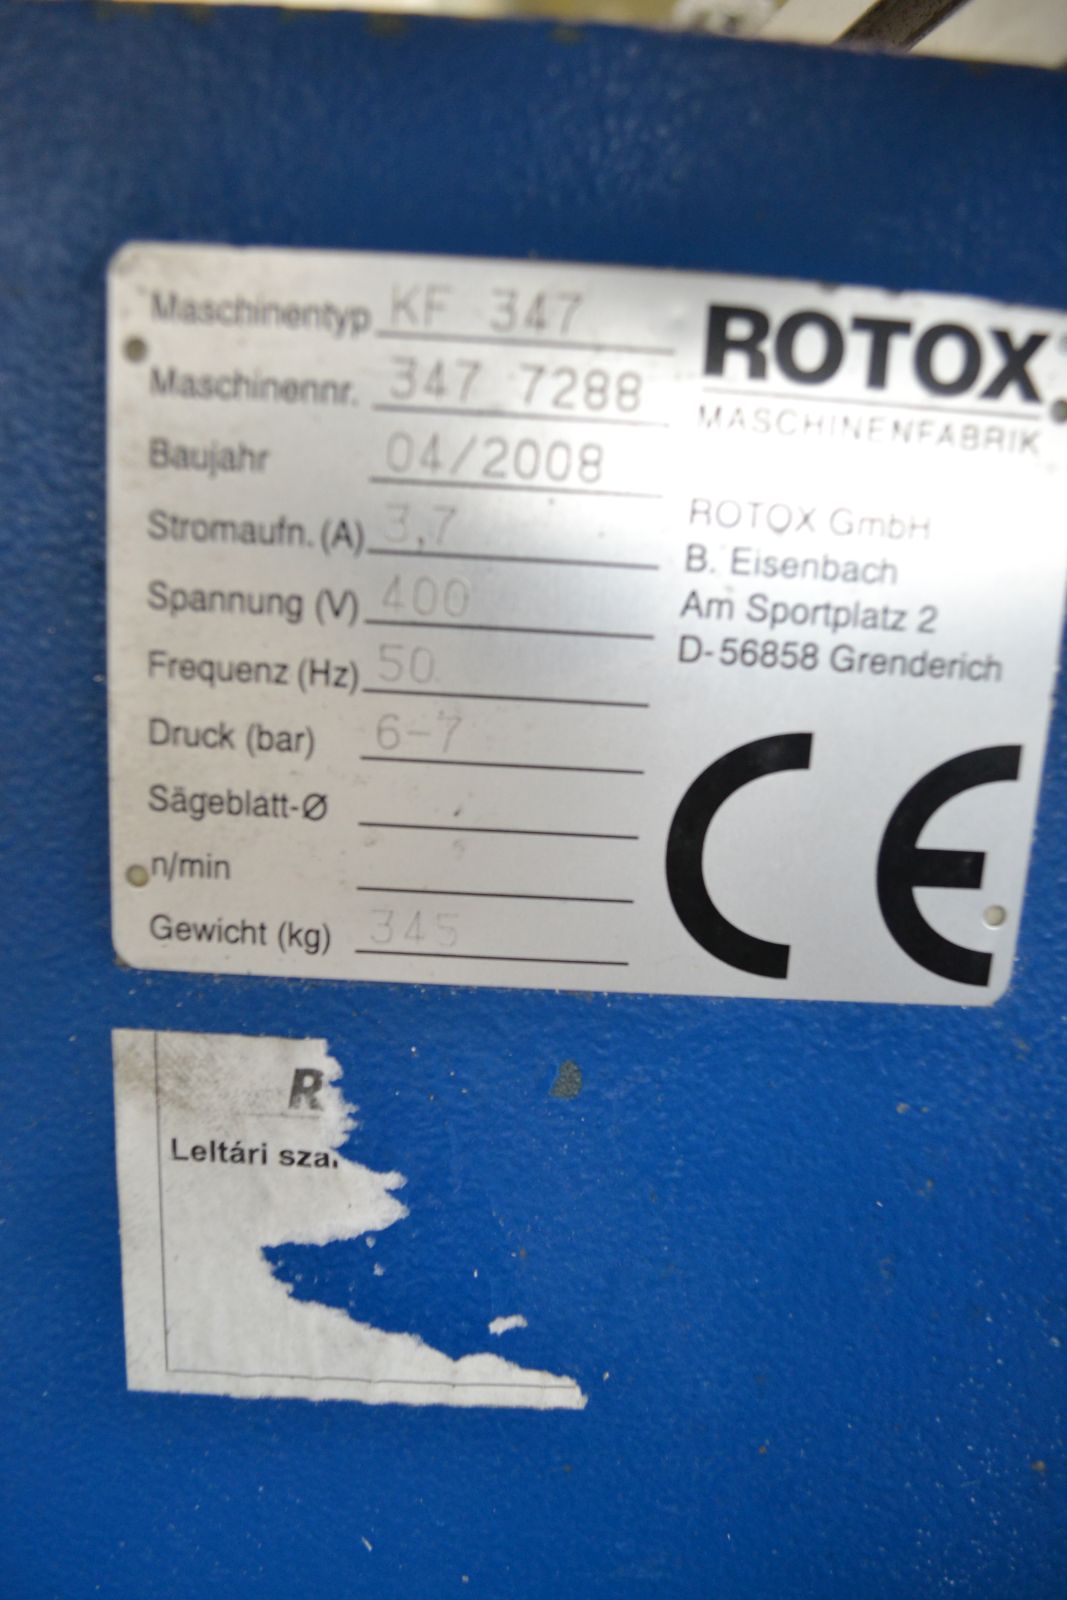 Maschinentyp KF 347
Maschinennr. 347 7288
Baujahr 04/2008
Stromaufn. (A) 3,7
Spannung (V) 400
Frequenz (Hz) 50
Druck (bar) 6-7
Sägeblatt-Ø
n/min
Gewicht (kg) 345
ROTOX
MASCHINENFABRIK
ROTOX GmbH
B. Eisenbach
Am Sportplatz 2
D-56858 Grenderich
CE
R
Leltári